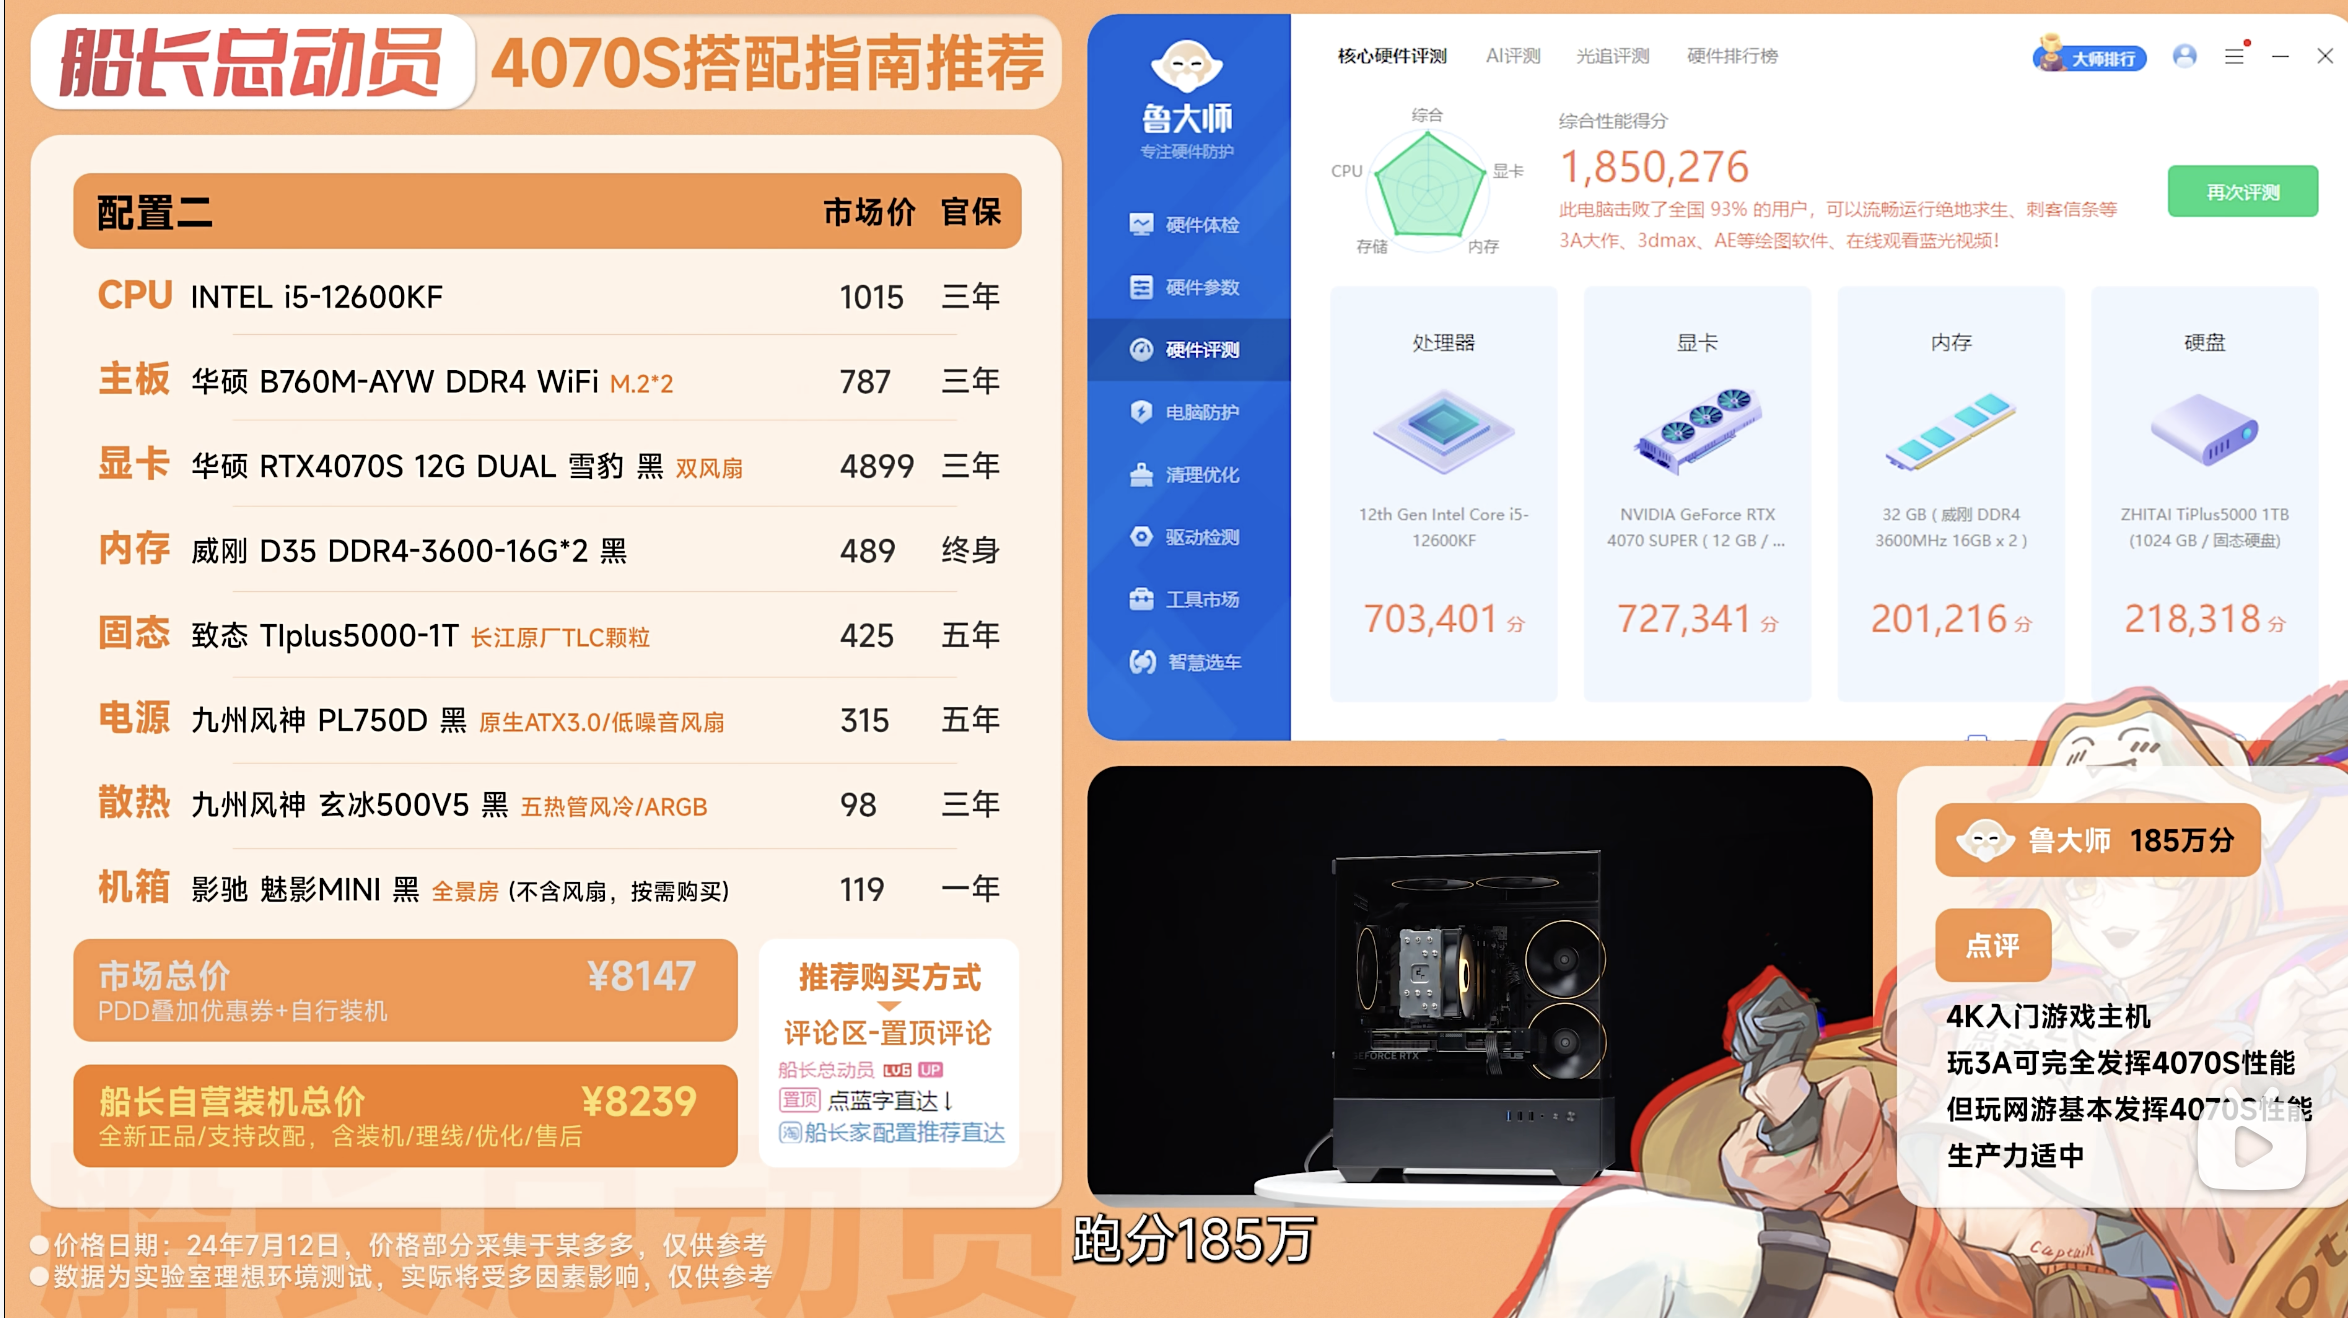 船长总动员
4070S搭配指南推荐
配置二 市场价 官保
CPU INTEL i5-12600KF 1015 三年
主板 华硕 B760M-AYW DDR4 WiFi M.2*2 787 三年
显卡 华硕 RTX4070S 12G DUAL 雪豹 黑 双风扇 4899 三年
内存 威刚 D35 DDR4-3600-16G*2 黑 489 终身
固态 致态 TIplus5000-1T 长江原厂TLC颗粒 425 五年
电源 九州风神 PL750D 黑 原生ATX3.0/低噪音风扇 315 五年
散热 九州风神 玄冰500V5 黑 五热管风冷/ARGB 98 三年
机箱 影驰 魅影MINI 黑 全景房 (不含风扇，按需购买) 119 一年
市场总价 ¥8147
PDD叠加优惠券+自行装机
船长自营装机总价 ¥8239
全新正品/支持改配，含装机/理线/优化/售后
推荐购买方式
评论区-置顶评论
船长总动员 LV6 UP
置顶 点蓝字直达↓
淘 船长家配置推荐直达
●价格日期：24年7月12日，价格部分采集于某多多，仅供参考
●数据为实验室理想环境测试，实际将受多因素影响，仅供参考
鲁大师
专注硬件防护
硬件体检
硬件参数
硬件评测
电脑防护
清理优化
驱动检测
工具市场
智慧选车
核心硬件评测 AI评测 光追评测 硬件排行榜
大师排行
综合
CPU
显卡
存储
内存
综合性能得分
1,850,276
此电脑击败了全国 93% 的用户，可以流畅运行绝地求生、刺客信条等
3A大作、3dmax、AE等绘图软件、在线观看蓝光视频！
再次评测
处理器
12th Gen Intel Core i5-
12600KF
703,401 分
显卡
NVIDIA GeForce RTX
4070 SUPER ( 12 GB / ...
727,341 分
内存
32 GB ( 威刚 DDR4
3600MHz 16GB x 2 )
201,216 分
硬盘
ZHITAI TiPlus5000 1TB
(1024 GB / 固态硬盘)
218,318 分
GEFORCE RTX
鲁大师 185万分
点评
4K入门游戏主机
玩3A可完全发挥4070S性能
但玩网游基本发挥4070S性能
生产力适中
Captain
跑分185万